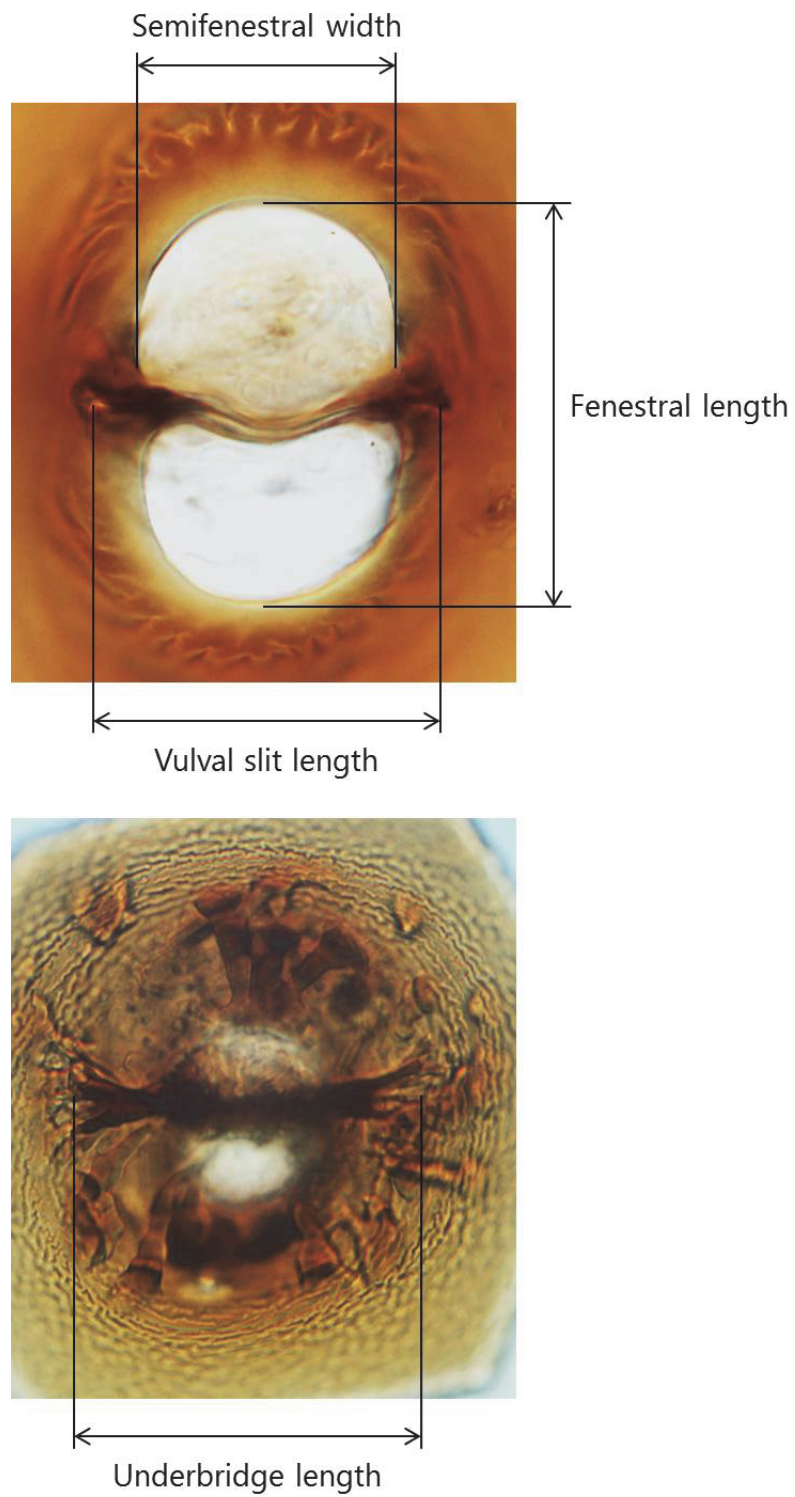 Semifenestral width
Fenestral length
Vulval slit length
Underbridge length